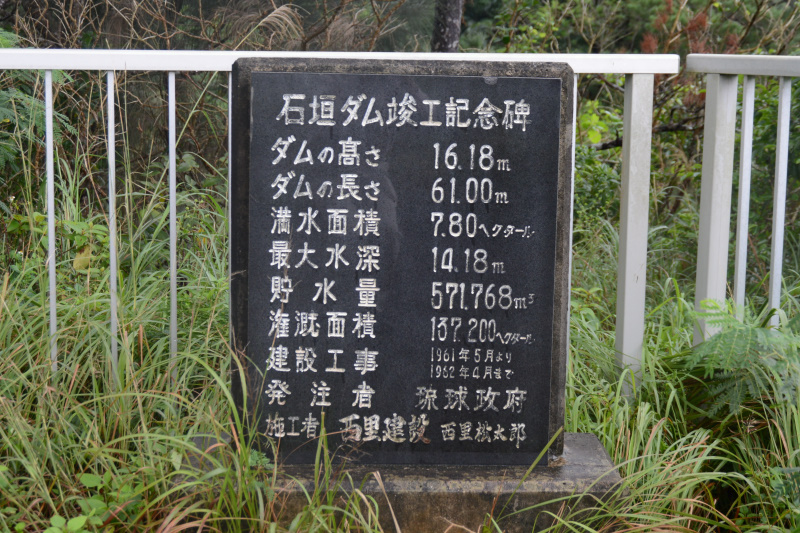 石垣ダム竣工記念碑
ダムの髙さ 16.18m
ダムの長さ 61.00m
満水面積 7.80ヘクタール
最大水深 14.18m
貯水量 571.768m³
潅漑面積 137.200ヘクタール
建設工事 1961年5月より
1962年4月まで
発注者 琉球政府
施工者 西里建設 西里松太郎